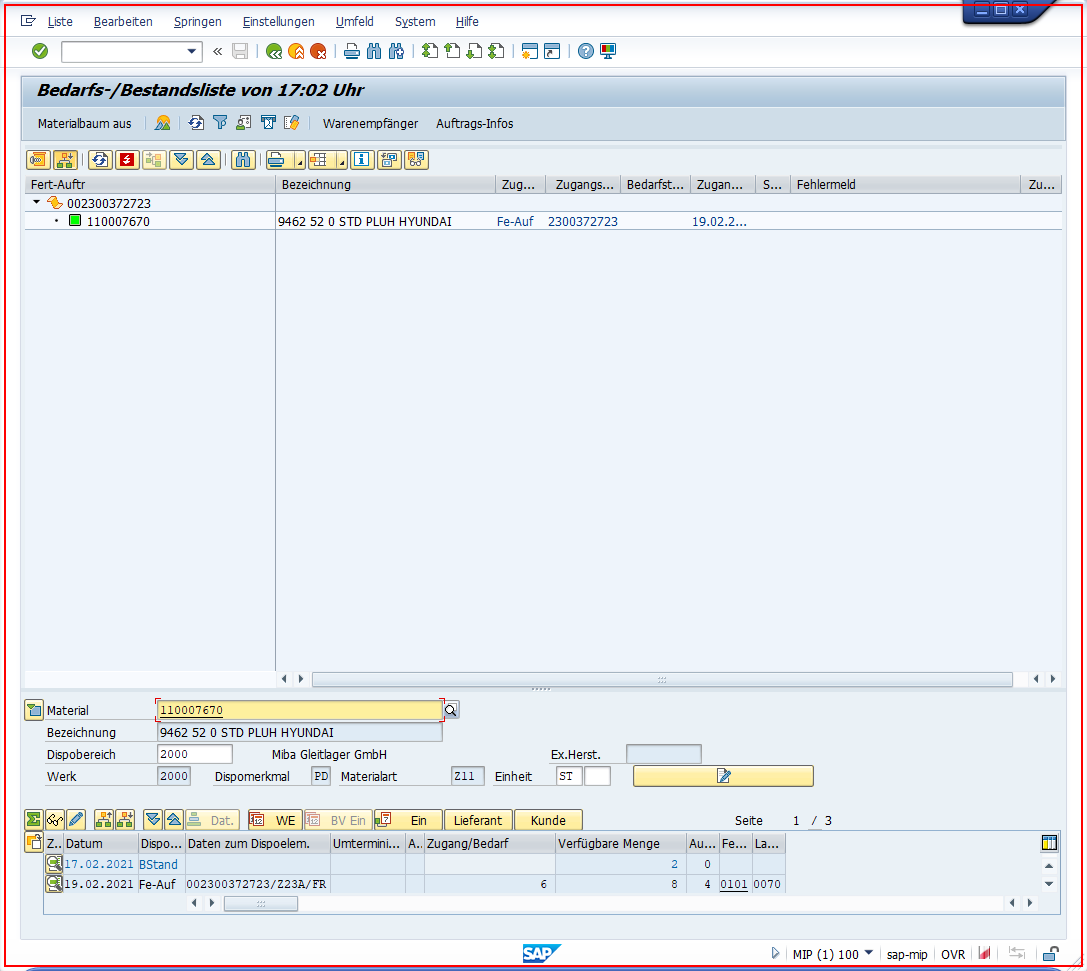 Liste Bearbeiten Springen Einstellungen Umfeld System Hilfe
Bedarfs-/Bestandsliste von 17:02 Uhr
Materialbaum aus Warenempfänger Auftrags-Infos
Fert-Auftr Bezeichnung Zug... Zugangs... Bedarfst... Zugan... S... Fehlermeld Zu...
002300372723
110007670 9462 52 0 STD PLUH HYUNDAI Fe-Auf 2300372723 19.02.2...
Material 110007670
Bezeichnung 9462 52 0 STD PLUH HYUNDAI
Dispobereich 2000 Miba Gleitlager GmbH Ex.Herst.
Werk 2000 Dispomerkmal PD Materialart Z11 Einheit ST
Dat. WE BV Ein Ein Lieferant Kunde Seite 1 / 3
Z.. Datum Dispo... Daten zum Dispoelem. Umtermini... A.. Zugang/Bedarf Verfügbare Menge Au... Fe... La...
17.02.2021 BStand 2 0
19.02.2021 Fe-Auf 002300372723/Z23A/FR 6 8 4 0101 0070
SAP MIP (1) 100 sap-mip OVR